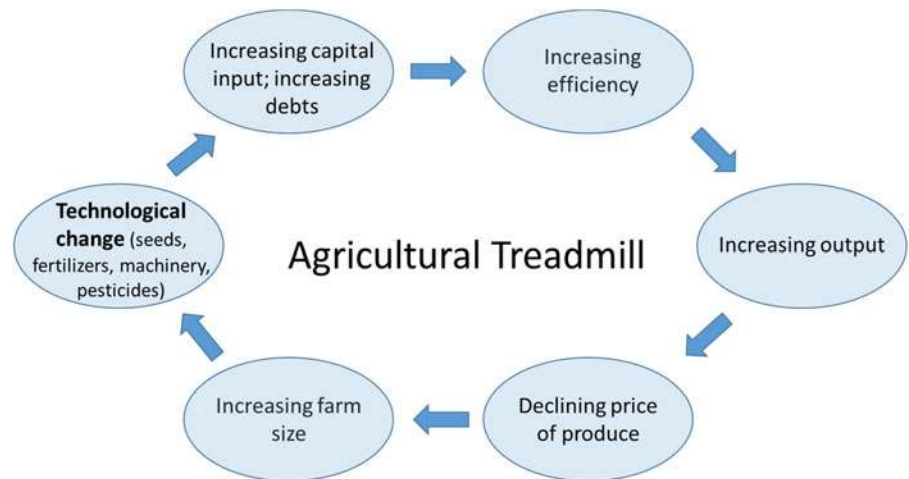 Increasing capital
input; increasing
debts
Increasing
efficiency
Technological
change (seeds,
fertilizers, machinery,
pesticides)
Agricultural Treadmill
Increasing output
Increasing farm
size
Declining price
of produce